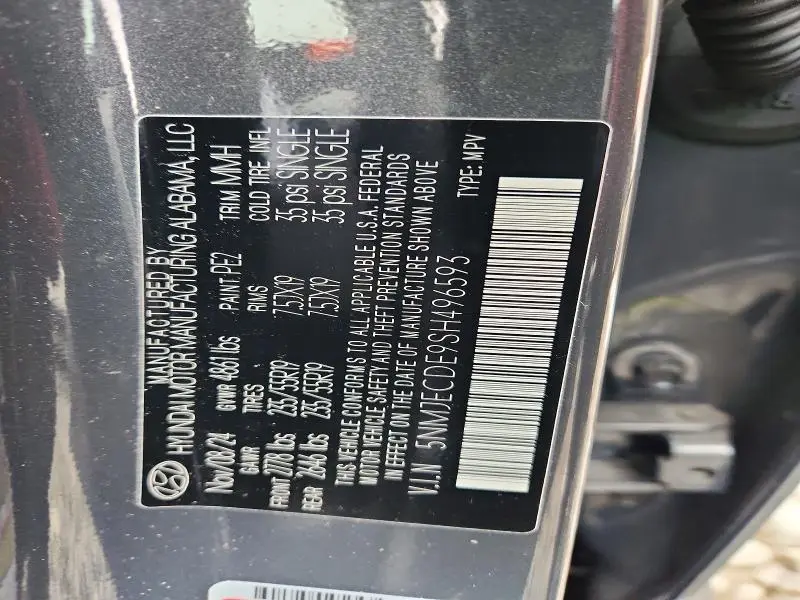 MANUFACTURED BY
HYUNDAI MOTOR MANUFACTURING ALABAMA, LLC
Nov/08/24 GVWR 4861 lbs PAINT: PE2 TRIM MMH
GAWR TIRES RIMS COLD TIRE INFL
FRONT 2778 lbs 235/55R19 7.5JX19 35 psi SINGLE
REAR 2646 lbs 235/55R19 7.5JX19 35 psi SINGLE
THIS VEHICLE CONFORMS TO ALL APPLICABLE U.S.A. FEDERAL
MOTOR VEHICLE SAFETY AND THEFT PREVENTION STANDARDS
IN EFFECT ON THE DATE OF MANUFACTURE SHOWN ABOVE
V.I.N 5NMJECDE9SH496593 TYPE: MPV